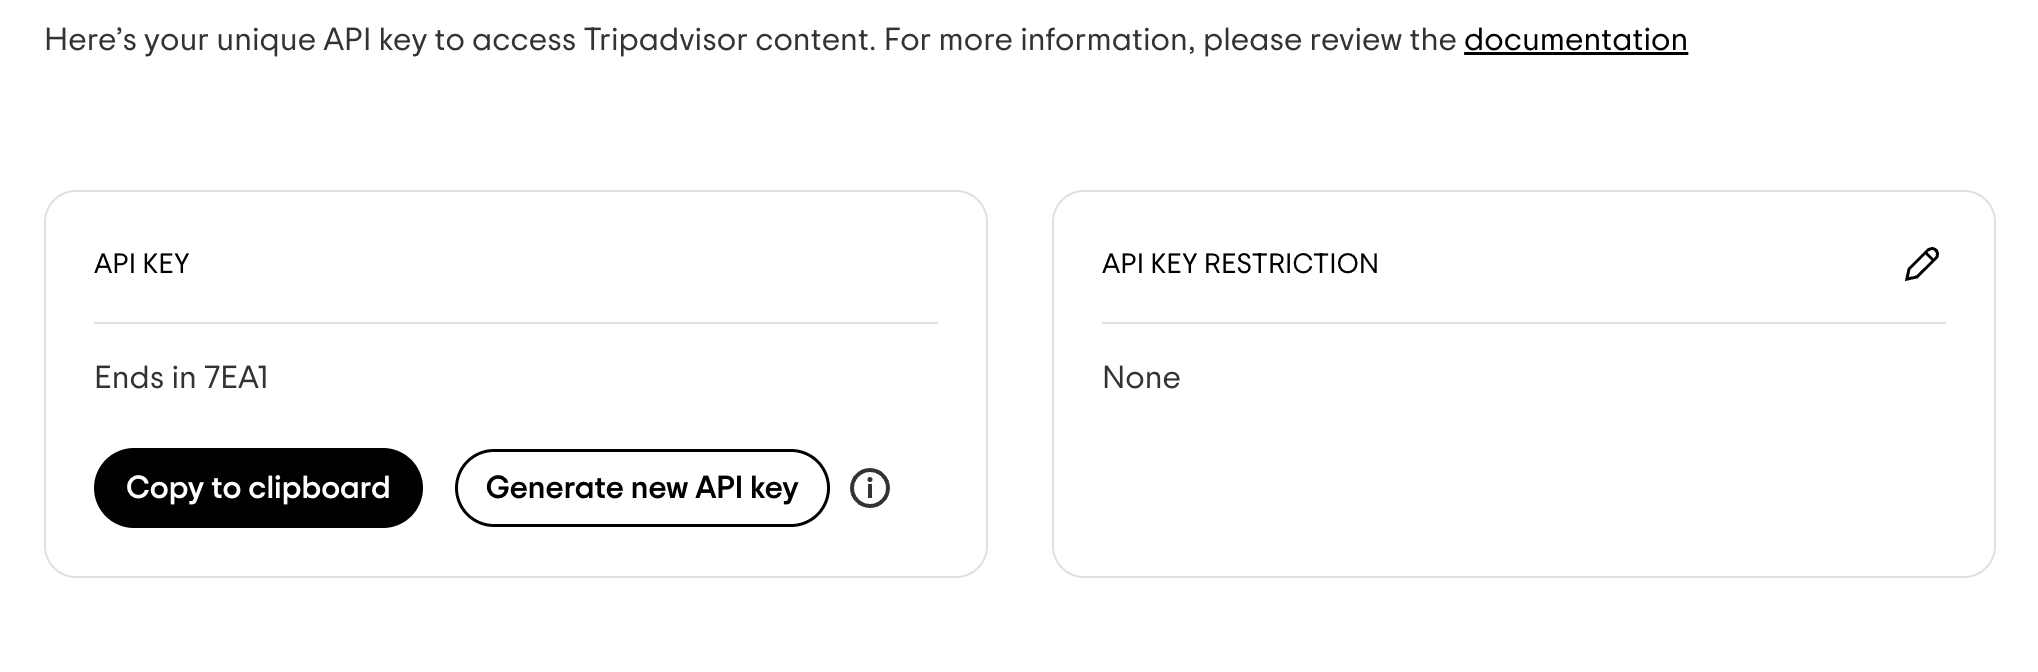 Here’s your unique API key to access Tripadvisor content. For more information, please review the documentation
API KEY
Ends in 7EA1
Copy to clipboard
Generate new API key
API KEY RESTRICTION
None